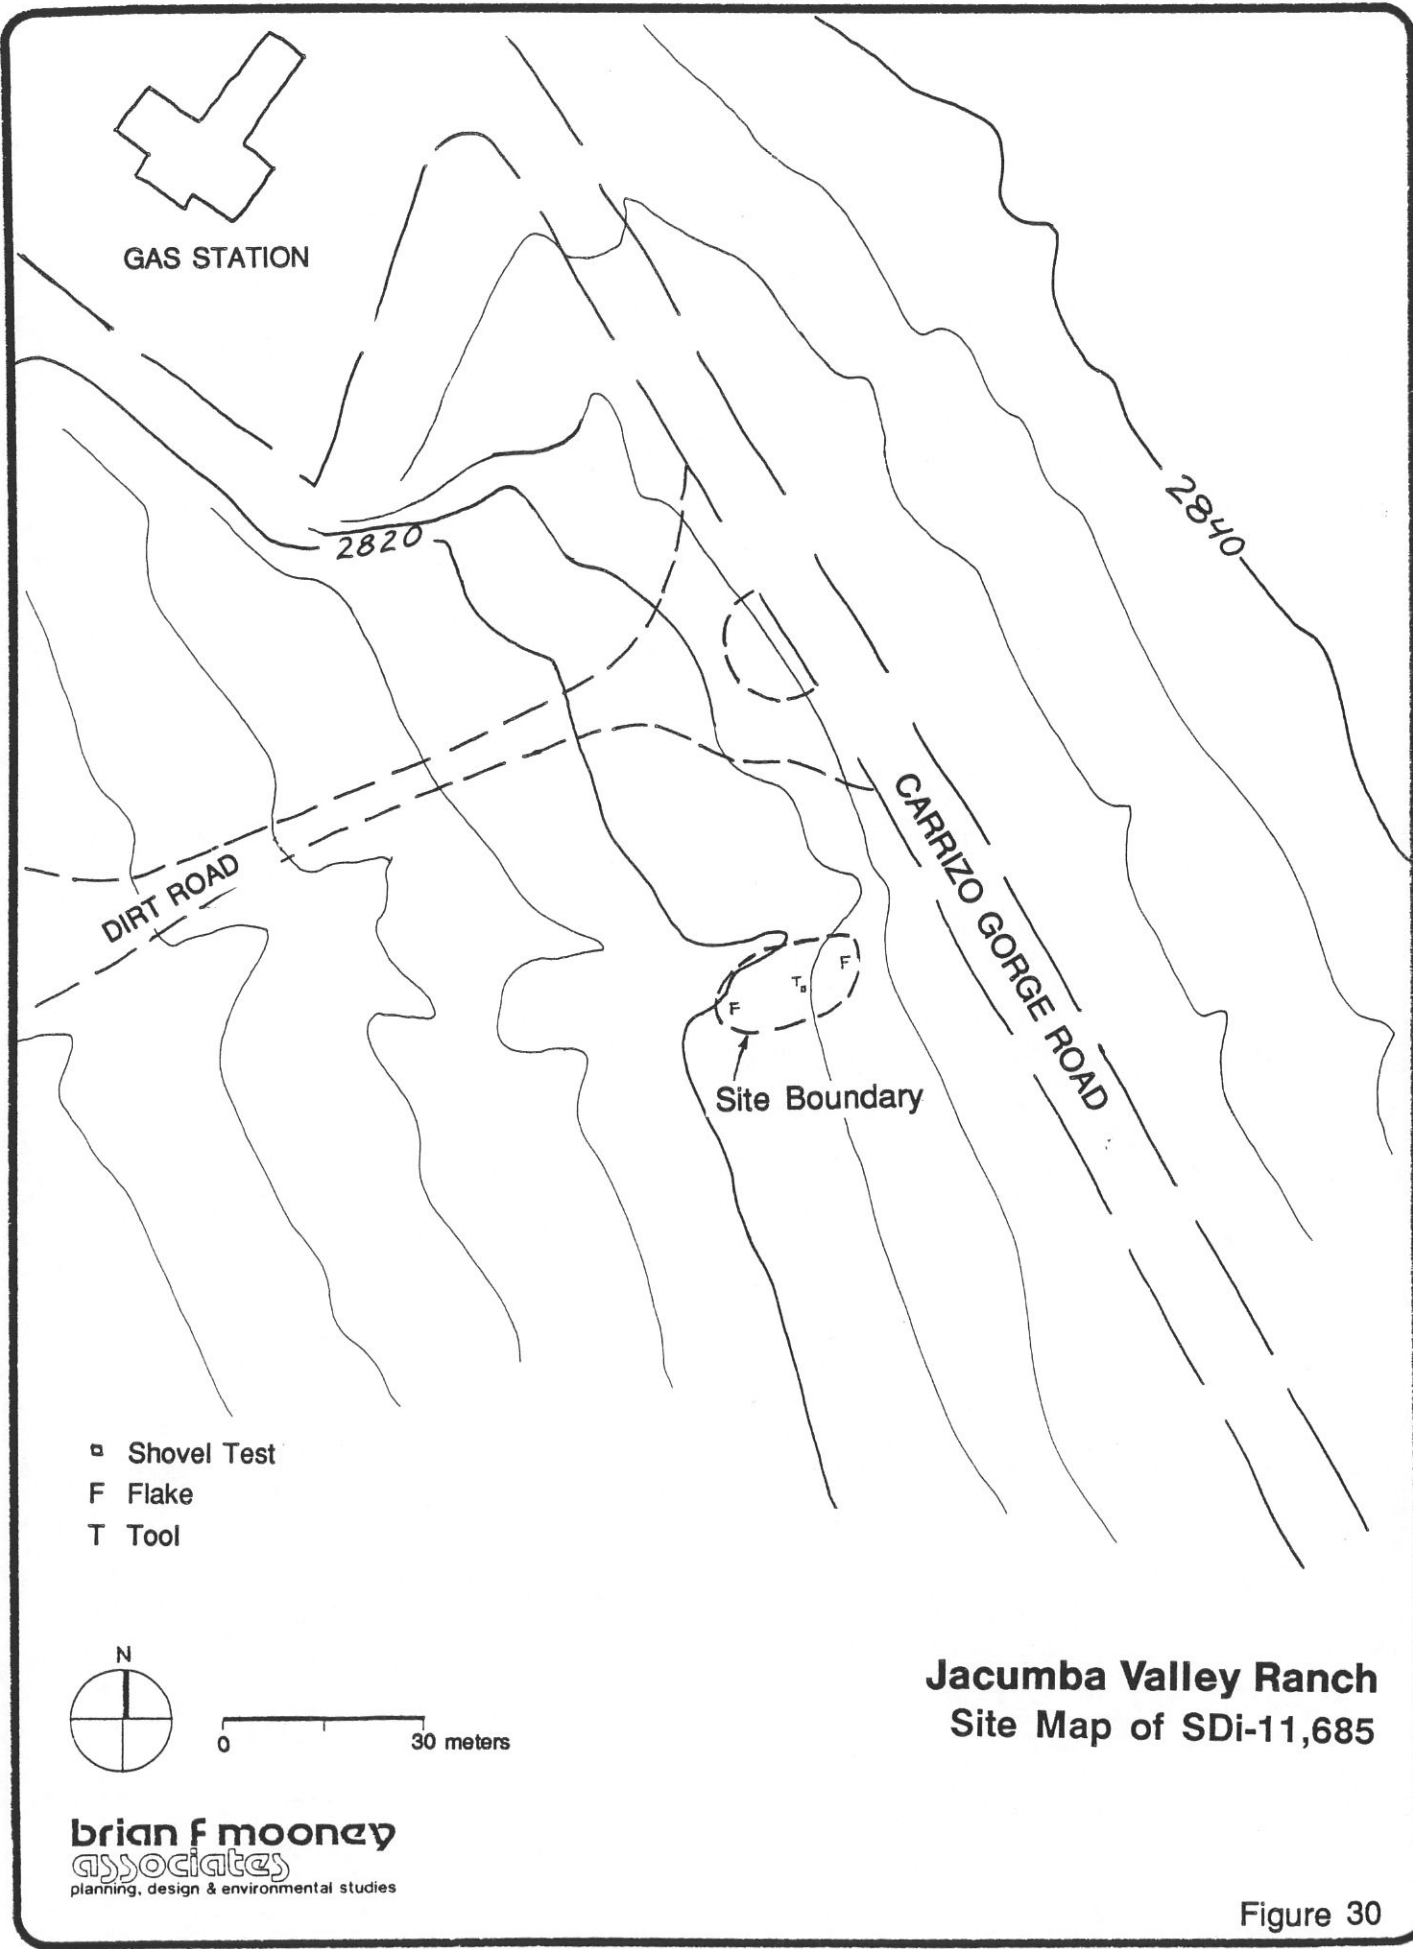 GAS STATION
2820
2840
DIRT ROAD
CARRIZO GORGE ROAD
F
T
F
Site Boundary
Shovel Test
F Flake
T Tool
N
0 30 meters
Jacumba Valley Ranch
Site Map of SDi-11,685
brian f mooney
associates
planning, design & environmental studies
Figure 30